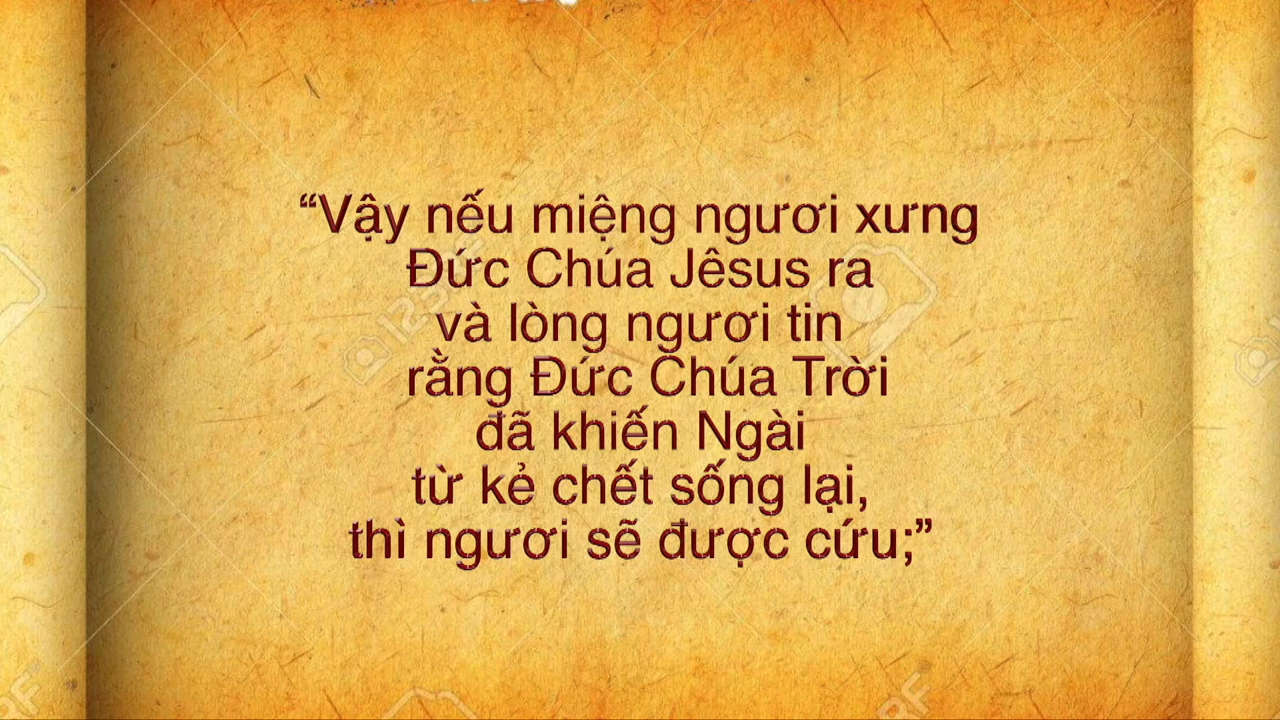 “Vậy nếu miệng ngươi xưng
Đức Chúa Jêsus ra
và lòng ngươi tin
rằng Đức Chúa Trời
đã khiến Ngài
từ kẻ chết sống lại,
thì ngươi sẽ được cứu;”